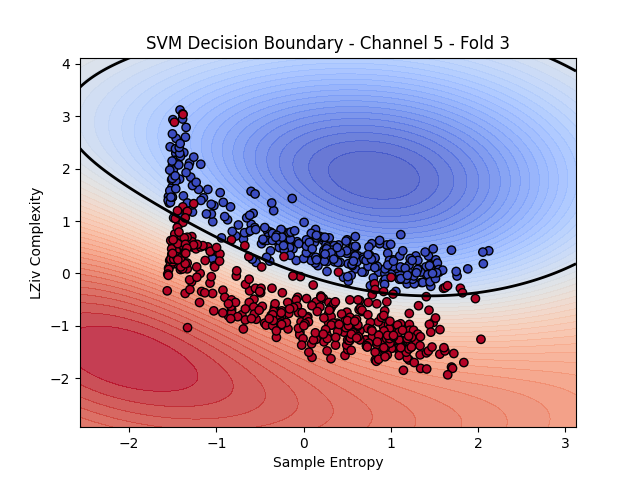 SVM Decision Boundary - Channel 5 - Fold 3
4
3
2
1
0
−1
−2
LZiv Complexity
−2 −1 0 1 2 3
Sample Entropy